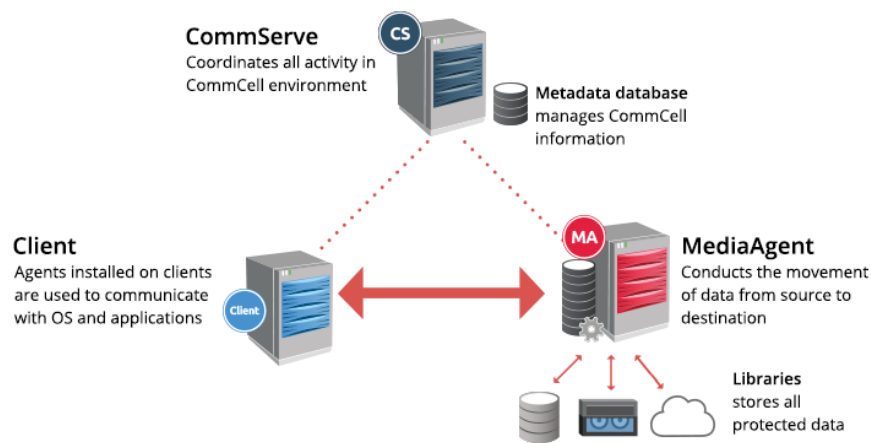 CommServe
Coordinates all activity in
CommCell environment
CS
Metadata database
manages CommCell
information
Client
Agents installed on clients
are used to communicate
with OS and applications
Client
MA
MediaAgent
Conducts the movement
of data from source to
destination
Libraries
stores all
protected data